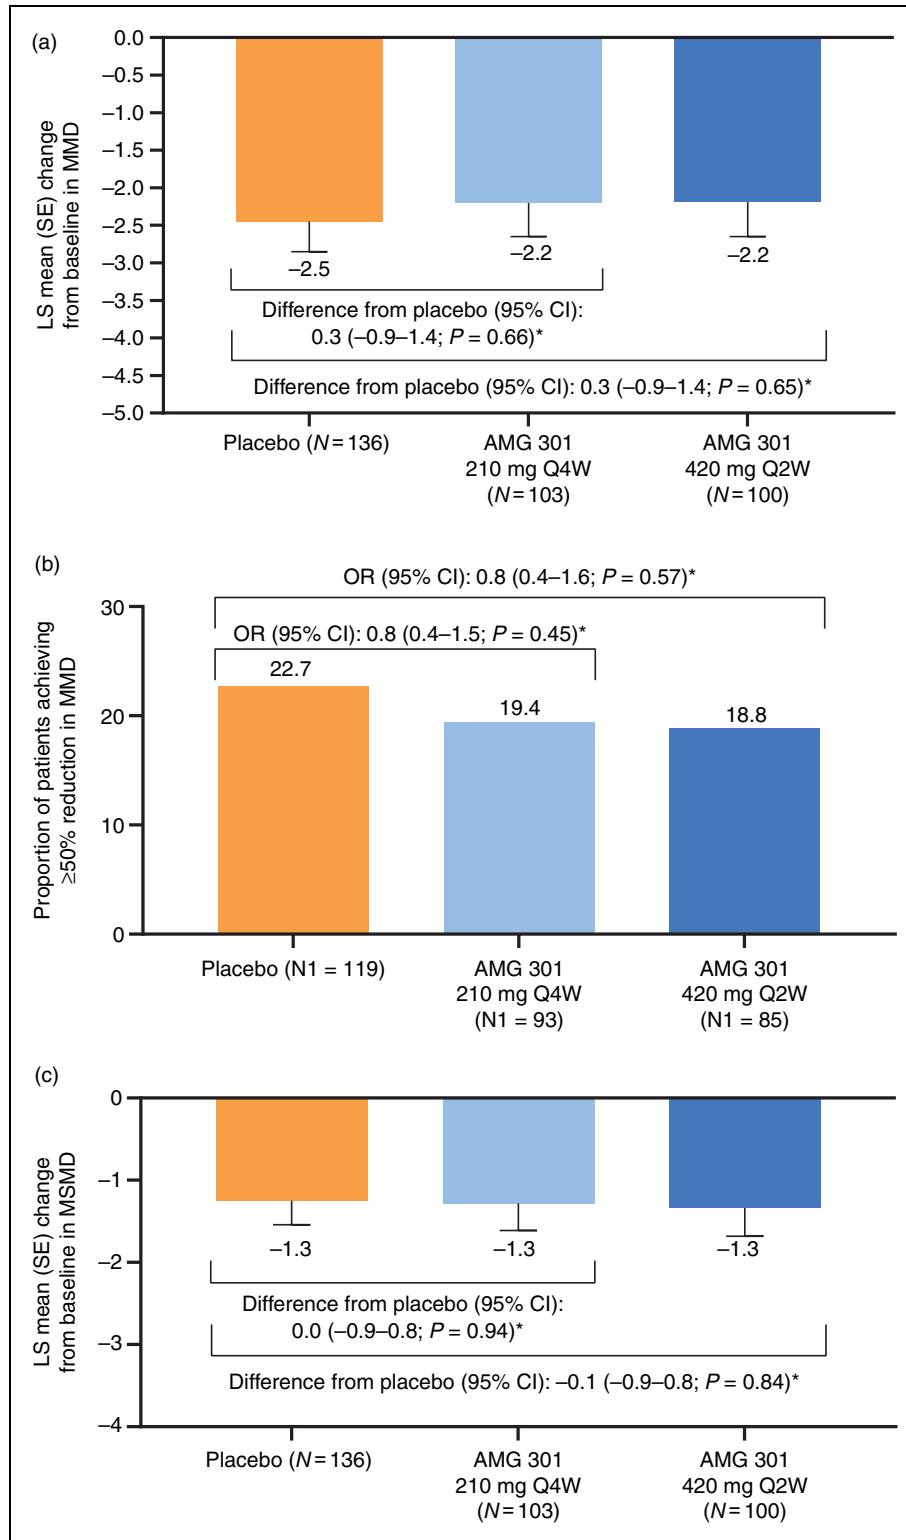 (a)
LS mean (SE) change
from baseline in MMD
0.0
–0.5
–1.0
–1.5
–2.0
–2.5
–3.0
–3.5
–4.0
–4.5
–5.0
–2.5
–2.2
–2.2
Difference from placebo (95% CI):
0.3 (–0.9–1.4; P = 0.66)*
Difference from placebo (95% CI): 0.3 (–0.9–1.4; P = 0.65)*
Placebo (N = 136)
AMG 301
210 mg Q4W
(N = 103)
AMG 301
420 mg Q2W
(N = 100)
(b)
Proportion of patients achieving
≥50% reduction in MMD
30
20
10
0
OR (95% CI): 0.8 (0.4–1.6; P = 0.57)*
OR (95% CI): 0.8 (0.4–1.5; P = 0.45)*
22.7
19.4
18.8
Placebo (N1 = 119)
AMG 301
210 mg Q4W
(N1 = 93)
AMG 301
420 mg Q2W
(N1 = 85)
(c)
LS mean (SE) change
from baseline in MSMD
0
–1
–2
–3
–4
–1.3
–1.3
–1.3
Difference from placebo (95% CI):
0.0 (–0.9–0.8; P = 0.94)*
Difference from placebo (95% CI): –0.1 (–0.9–0.8; P = 0.84)*
Placebo (N = 136)
AMG 301
210 mg Q4W
(N = 103)
AMG 301
420 mg Q2W
(N = 100)